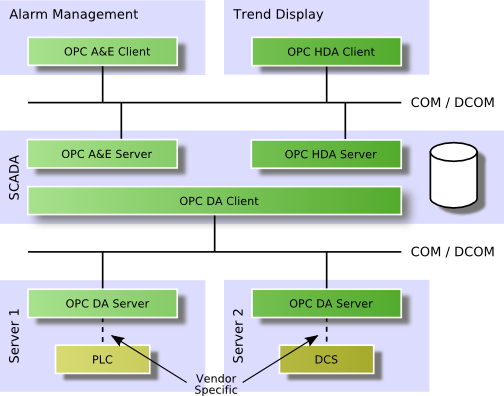 Alarm Management
Trend Display
OPC A&E Client
OPC HDA Client
COM / DCOM
SCADA
OPC A&E Server
OPC HDA Server
OPC DA Client
COM / DCOM
Server 1
OPC DA Server
Server 2
OPC DA Server
PLC
DCS
Vendor
Specific